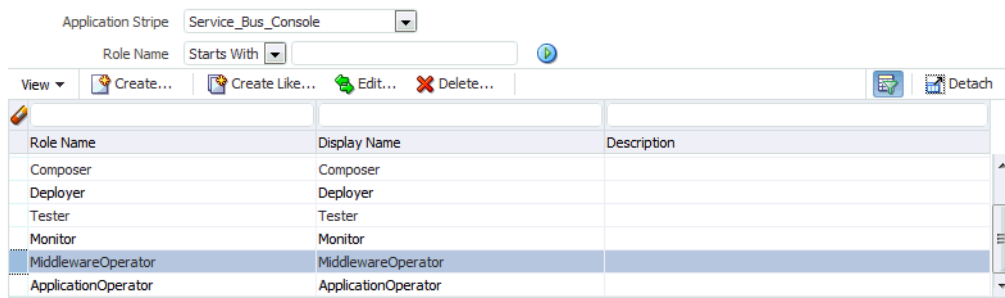 Application Stripe Service_Bus_Console
Role Name Starts With
View Create... Create Like... Edit... Delete... Detach
Role Name Display Name Description
Composer Composer
Deployer Deployer
Tester Tester
Monitor Monitor
MiddlewareOperator MiddlewareOperator
ApplicationOperator ApplicationOperator